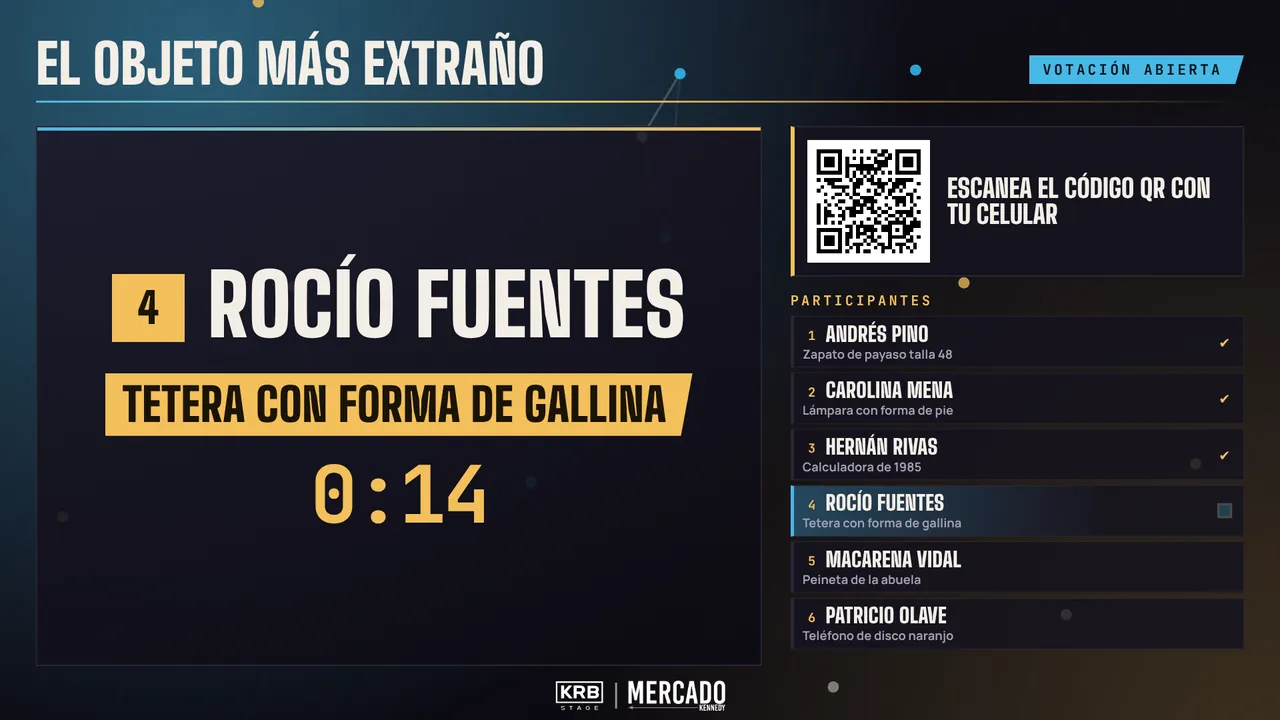 EL OBJETO MÁS EXTRAÑO
VOTACIÓN ABIERTA
4 ROCÍO FUENTES
TETERA CON FORMA DE GALLINA
0:14
ESCANEA EL CÓDIGO QR CON
TU CELULAR
PARTICIPANTES
1 ANDRÉS PINO ✔
Zapato de payaso talla 48
2 CAROLINA MENA ✔
Lámpara con forma de pie
3 HERNÁN RIVAS ✔
Calculadora de 1985
4 ROCÍO FUENTES
Tetera con forma de gallina
5 MACARENA VIDAL
Peineta de la abuela
6 PATRICIO OLAVE
Teléfono de disco naranjo
KRB
STAGE
MERCADO
KENNEDY